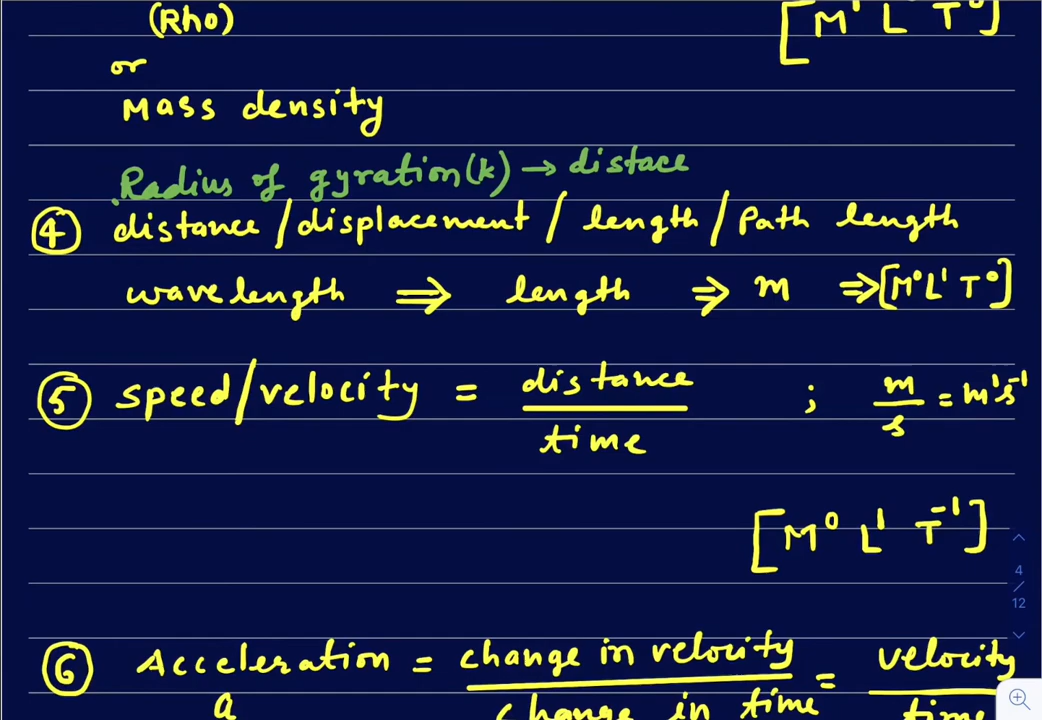 (Rho)
or
Mass density
Radius of gyration(k) → distace
④ distance / displacement / length / Path length
wavelength ⇒ length ⇒ m ⇒ [M⁰L¹T⁰]
⑤ speed/velocity = distance / time ; m/s = m¹s⁻¹
[M⁰ L¹ T⁻¹]
4
/
12
⑥ Acceleration = change in velocity / change in time = velocity / time
a